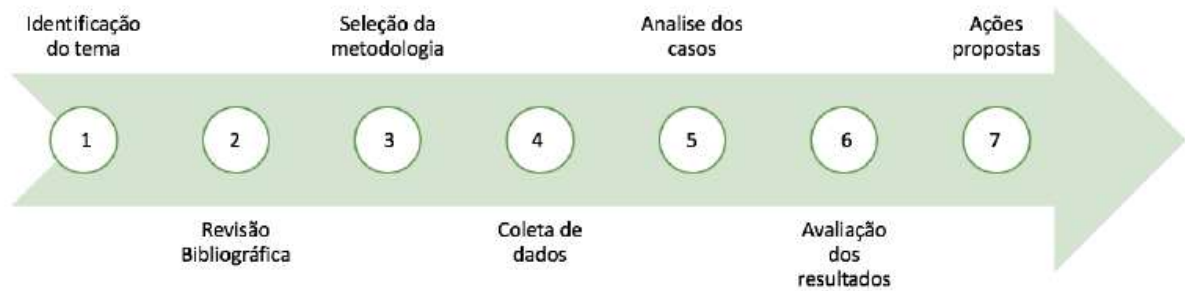 Identificação
do tema
Seleção da
metodologia
Analise dos
casos
Ações
propostas
1
2
3
4
5
6
7
Revisão
Bibliográfica
Coleta de
dados
Avaliação
dos
resultados